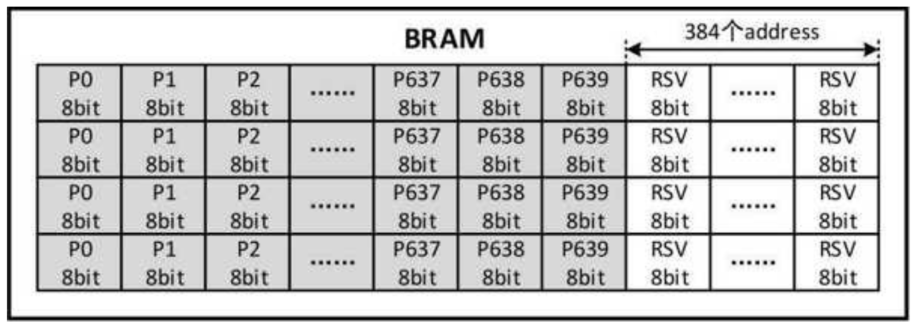 BRAM
384个address
P0 P1 P2 ...... P637 P638 P639 RSV ...... RSV
8bit 8bit 8bit 8bit 8bit 8bit 8bit 8bit
P0 P1 P2 ...... P637 P638 P639 RSV ...... RSV
8bit 8bit 8bit 8bit 8bit 8bit 8bit 8bit
P0 P1 P2 ...... P637 P638 P639 RSV ...... RSV
8bit 8bit 8bit 8bit 8bit 8bit 8bit 8bit
P0 P1 P2 ...... P637 P638 P639 RSV ...... RSV
8bit 8bit 8bit 8bit 8bit 8bit 8bit 8bit